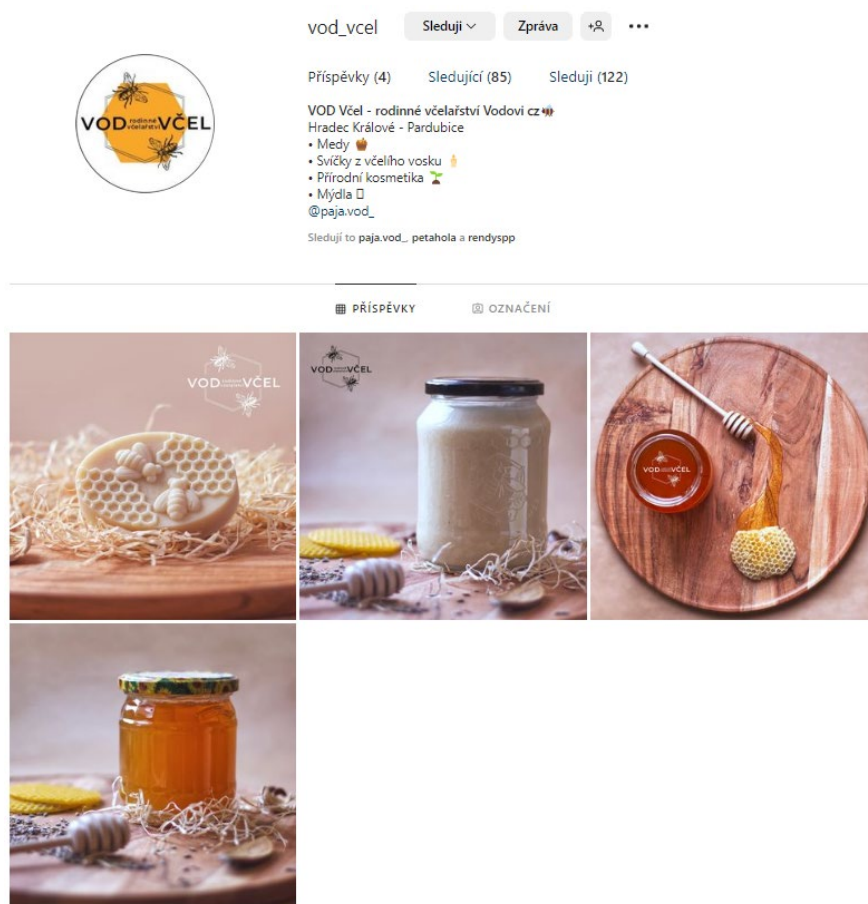 vod_vcel Sleduji Zpráva
Příspěvky (4) Sledující (85) Sleduji (122)
VOD rodinné včelařství VČEL
VOD Včel - rodinné včelařství Vodovi cz🐝
Hradec Králové - Pardubice
• Medy 🍯
• Svíčky z včelího vosku 🕯
• Přírodní kosmetika 🌱
• Mýdla
@paja.vod_
Sledují to paja.vod_, petahola a rendyspp
PŘÍSPĚVKY OZNAČENÍ
VOD VČEL
VOD VČEL
VOD VČEL